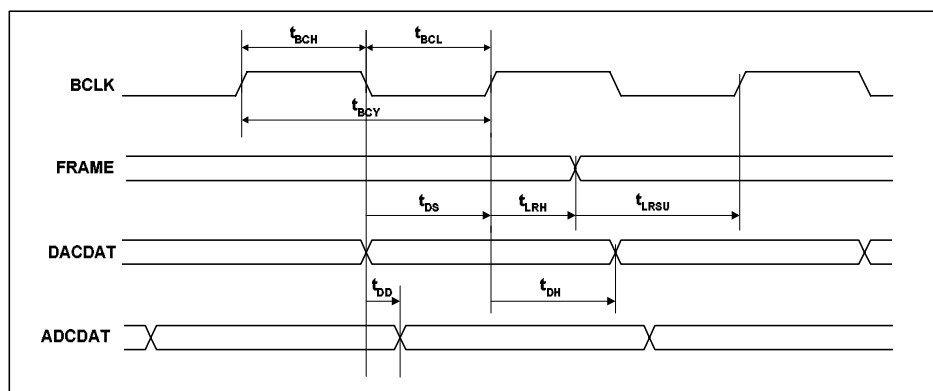 tBCH tBCL
BCLK
tBCY
FRAME
tDS tLRH tLRSU
DACDAT
tDD tDH
ADCDAT